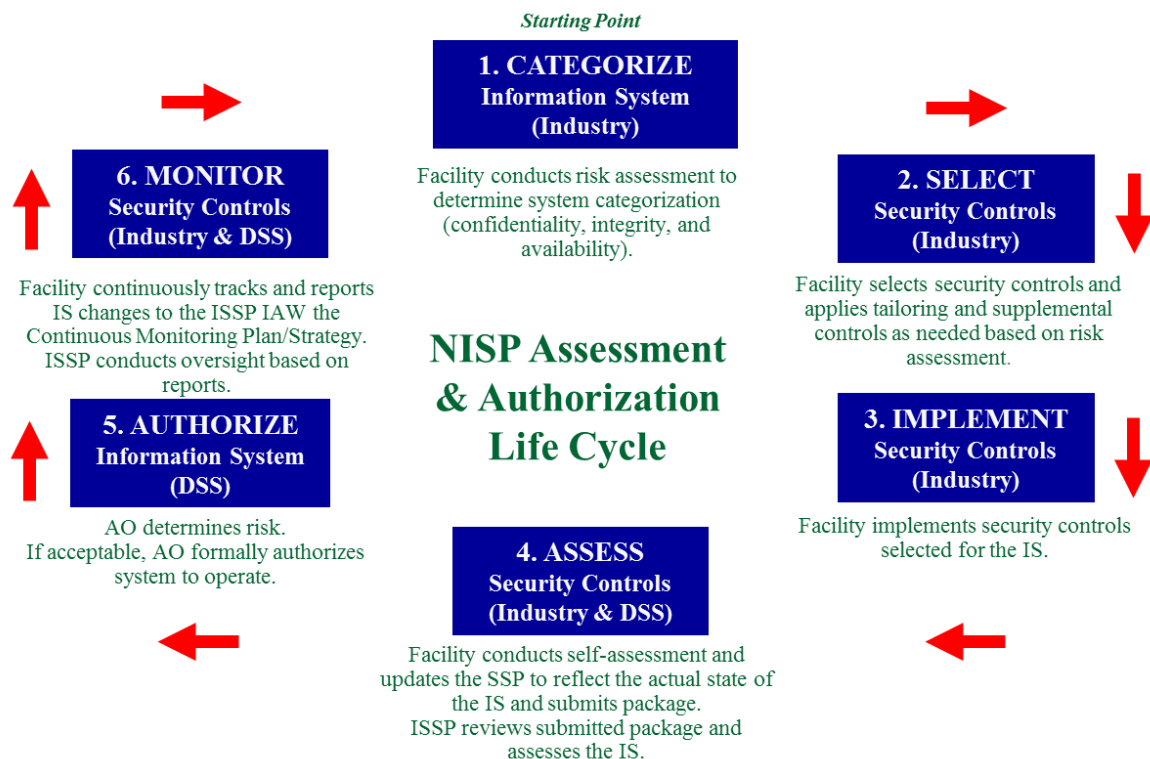 Starting Point
1. CATEGORIZE
Information System
(Industry)
Facility conducts risk assessment to
determine system categorization
(confidentiality, integrity, and
availability).
2. SELECT
Security Controls
(Industry)
Facility selects security controls and
applies tailoring and supplemental
controls as needed based on risk
assessment.
3. IMPLEMENT
Security Controls
(Industry)
Facility implements security controls
selected for the IS.
4. ASSESS
Security Controls
(Industry & DSS)
Facility conducts self-assessment and
updates the SSP to reflect the actual state of
the IS and submits package.
ISSP reviews submitted package and
assesses the IS.
5. AUTHORIZE
Information System
(DSS)
AO determines risk.
If acceptable, AO formally authorizes
system to operate.
6. MONITOR
Security Controls
(Industry & DSS)
Facility continuously tracks and reports
IS changes to the ISSP IAW the
Continuous Monitoring Plan/Strategy.
ISSP conducts oversight based on
reports.
NISP Assessment
& Authorization
Life Cycle